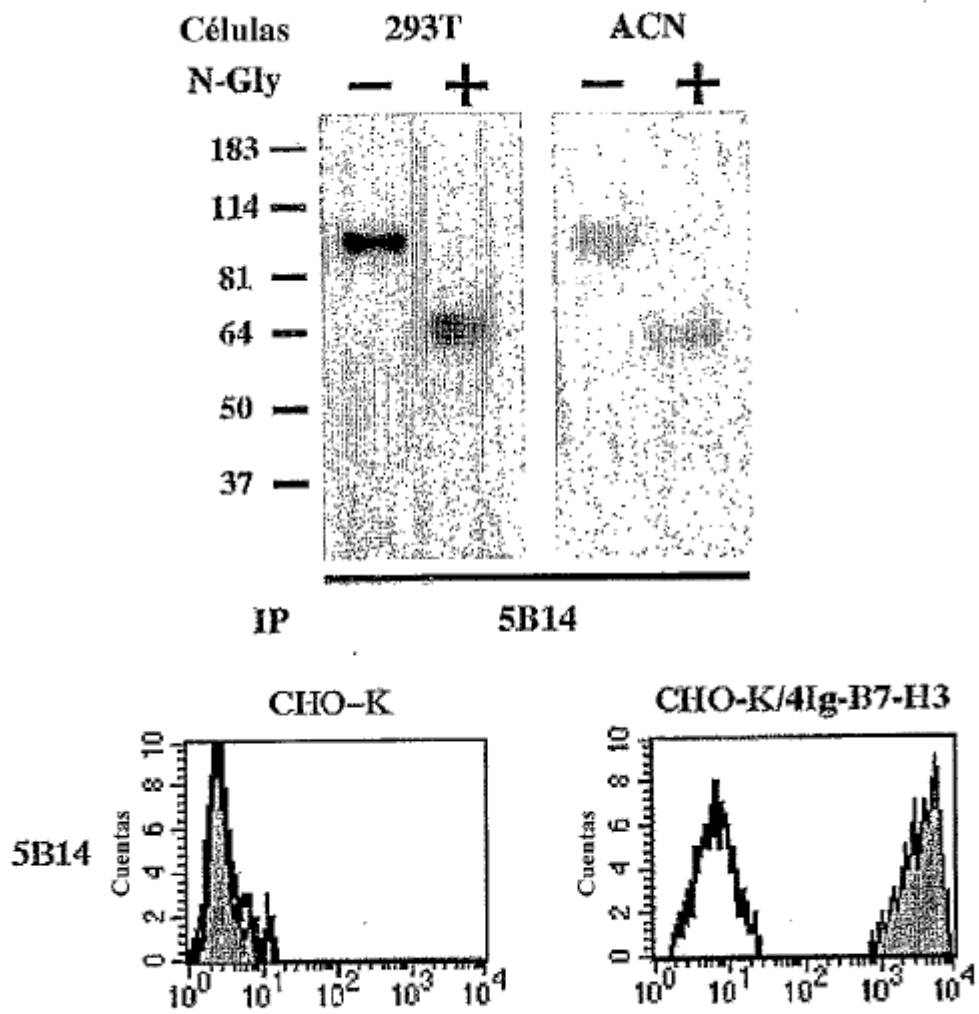 Células 293T ACN
N-Gly − + − +
183
114
81
64
50
37
IP 5B14
CHO–K
CHO-K/4Ig-B7-H3
5B14
Cuentas
10
8
6
4
2
0
10⁰ 10¹ 10² 10³ 10⁴
Cuentas
10
8
6
4
2
0
10⁰ 10¹ 10² 10³ 10⁴